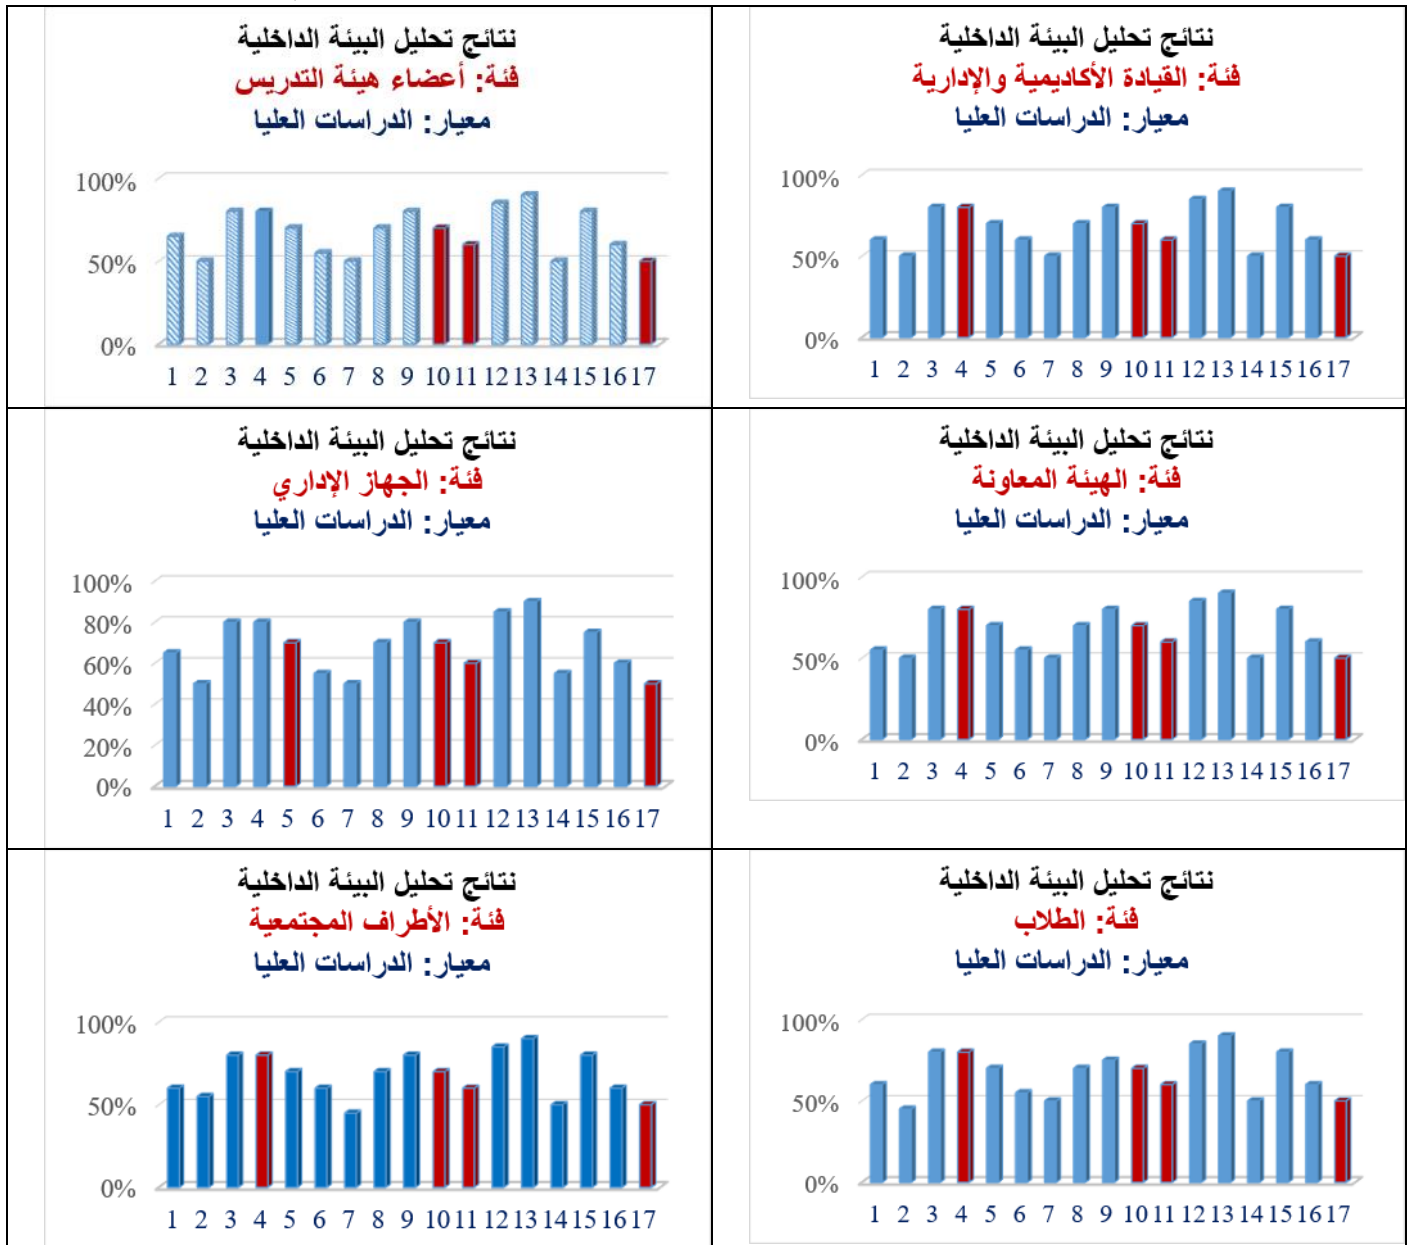 نتائج تحليل البيئة الداخلية
فئة: القيادة الأكاديمية والإدارية
معيار: الدراسات العليا
100%
50%
0%
1 2 3 4 5 6 7 8 9 10 11 12 13 14 15 16 17
نتائج تحليل البيئة الداخلية
فئة: أعضاء هيئة التدريس
معيار: الدراسات العليا
100%
50%
0%
1 2 3 4 5 6 7 8 9 10 11 12 13 14 15 16 17
نتائج تحليل البيئة الداخلية
فئة: الهيئة المعاونة
معيار: الدراسات العليا
100%
50%
0%
1 2 3 4 5 6 7 8 9 10 11 12 13 14 15 16 17
نتائج تحليل البيئة الداخلية
فئة: الجهاز الإداري
معيار: الدراسات العليا
100%
80%
60%
40%
20%
0%
1 2 3 4 5 6 7 8 9 10 11 12 13 14 15 16 17
نتائج تحليل البيئة الداخلية
فئة: الطلاب
معيار: الدراسات العليا
100%
50%
0%
1 2 3 4 5 6 7 8 9 10 11 12 13 14 15 16 17
نتائج تحليل البيئة الداخلية
فئة: الأطراف المجتمعية
معيار: الدراسات العليا
100%
50%
0%
1 2 3 4 5 6 7 8 9 10 11 12 13 14 15 16 17